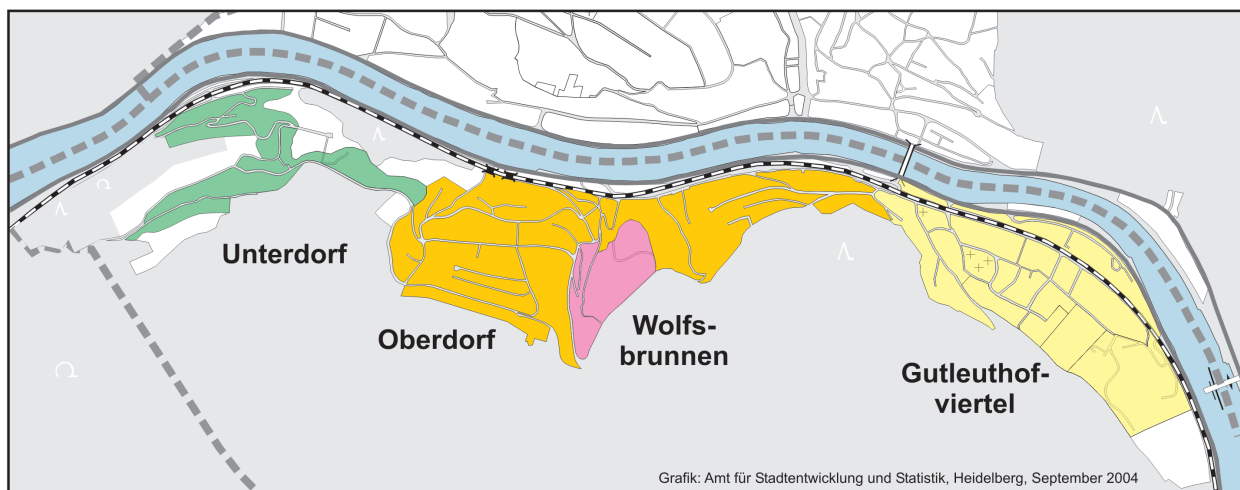 Unterdorf
Oberdorf
Wolfs-
brunnen
Gutleuthof-
viertel
Grafik: Amt für Stadtentwicklung und Statistik, Heidelberg, September 2004